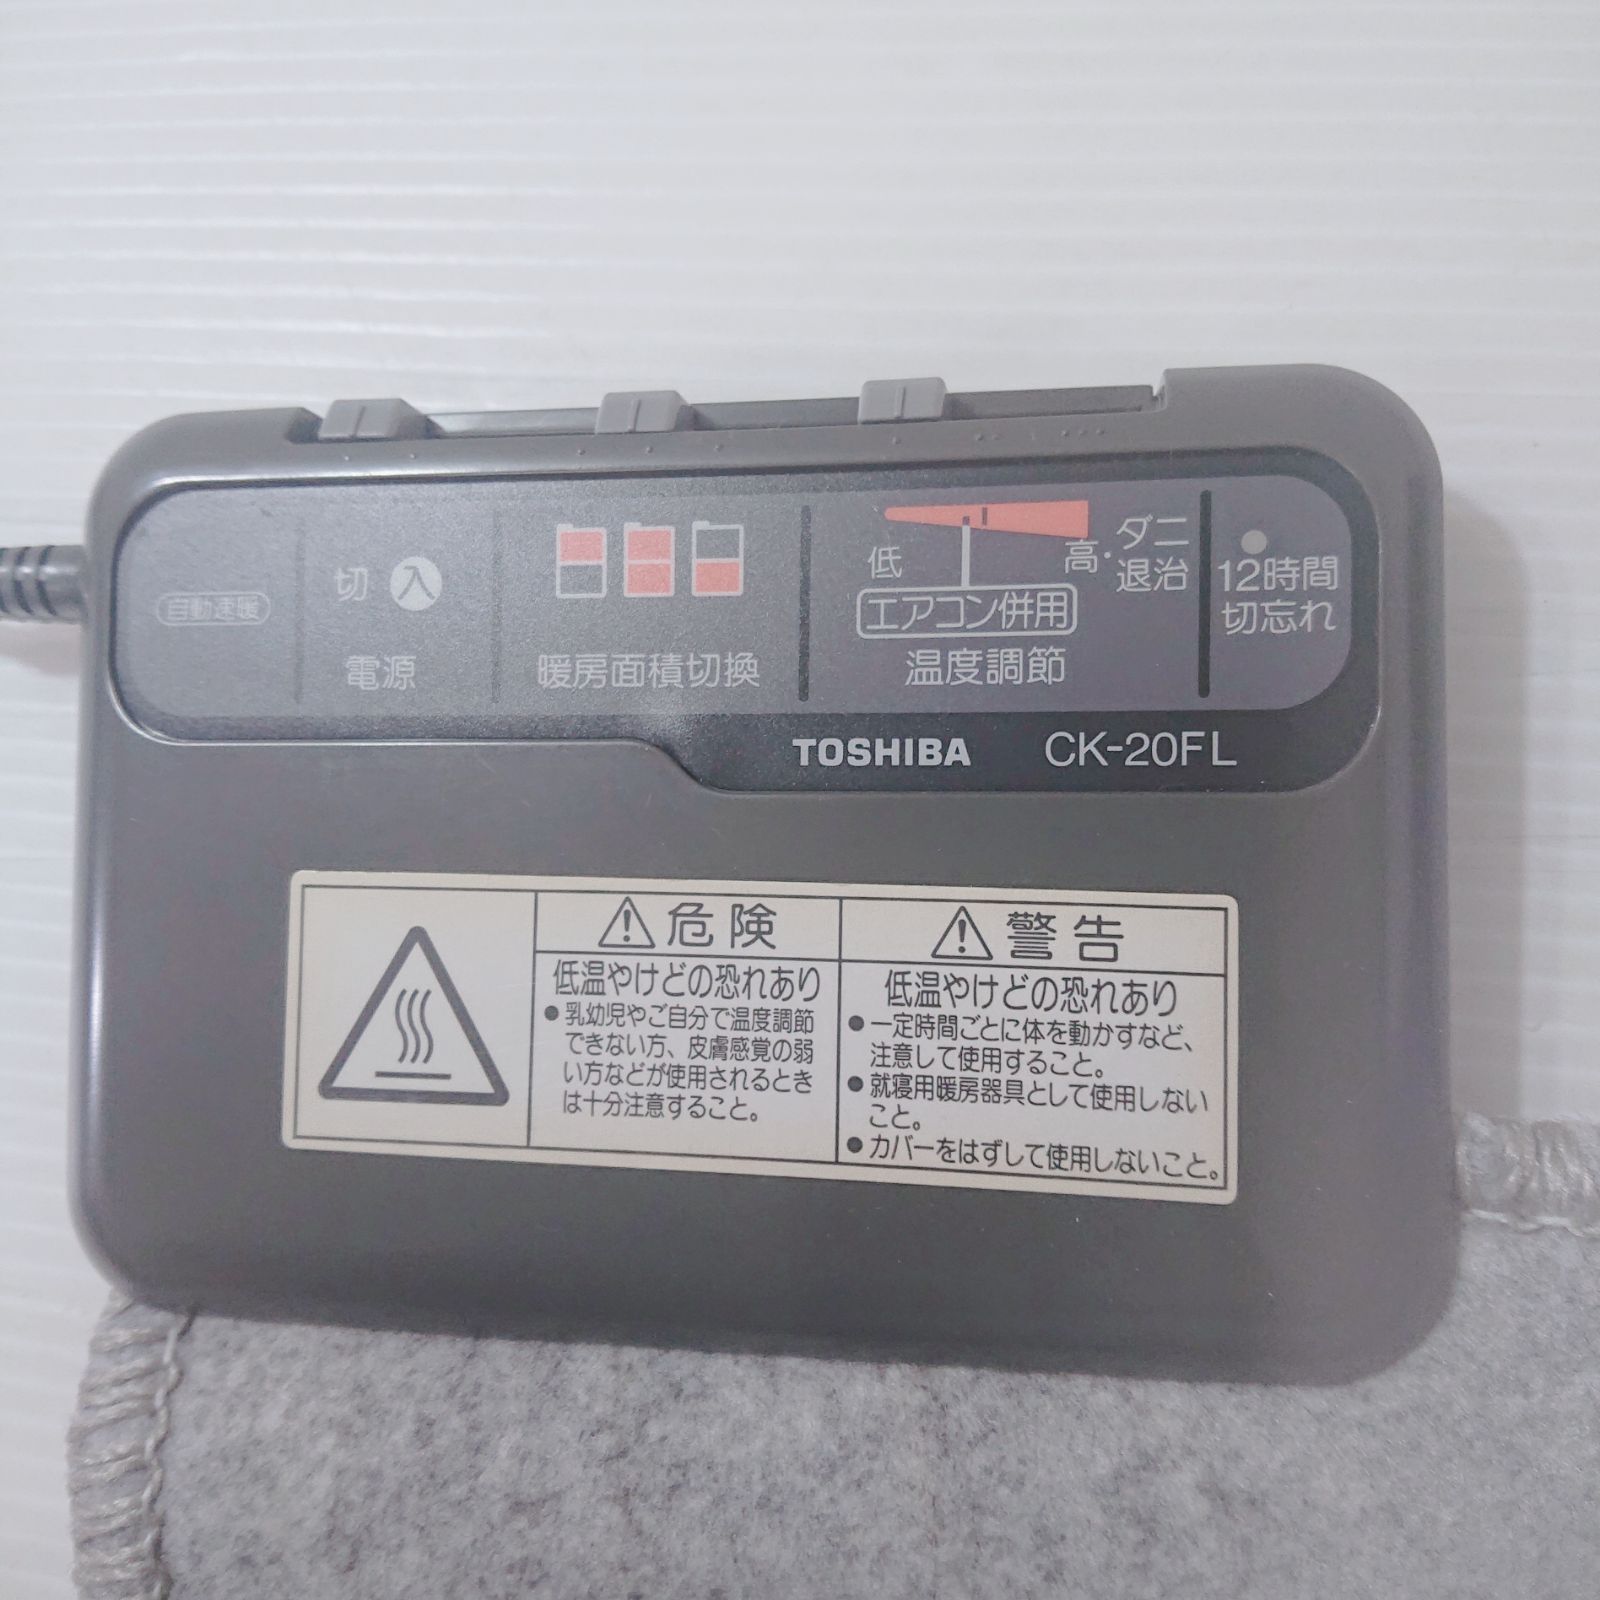 自動速暖
切 入
電源
暖房面積切換
低 高・ダニ退治
エアコン併用
温度調節
12時間
切忘れ
TOSHIBA CK-20FL
危険
低温やけどの恐れあり
●乳幼児やご自分で温度調節
できない方、皮膚感覚の弱
い方などが使用されるとき
は十分注意すること。
警告
低温やけどの恐れあり
●一定時間ごとに体を動かすなど、
注意して使用すること。
●就寝用暖房器具として使用しない
こと。
●カバーをはずして使用しないこと。